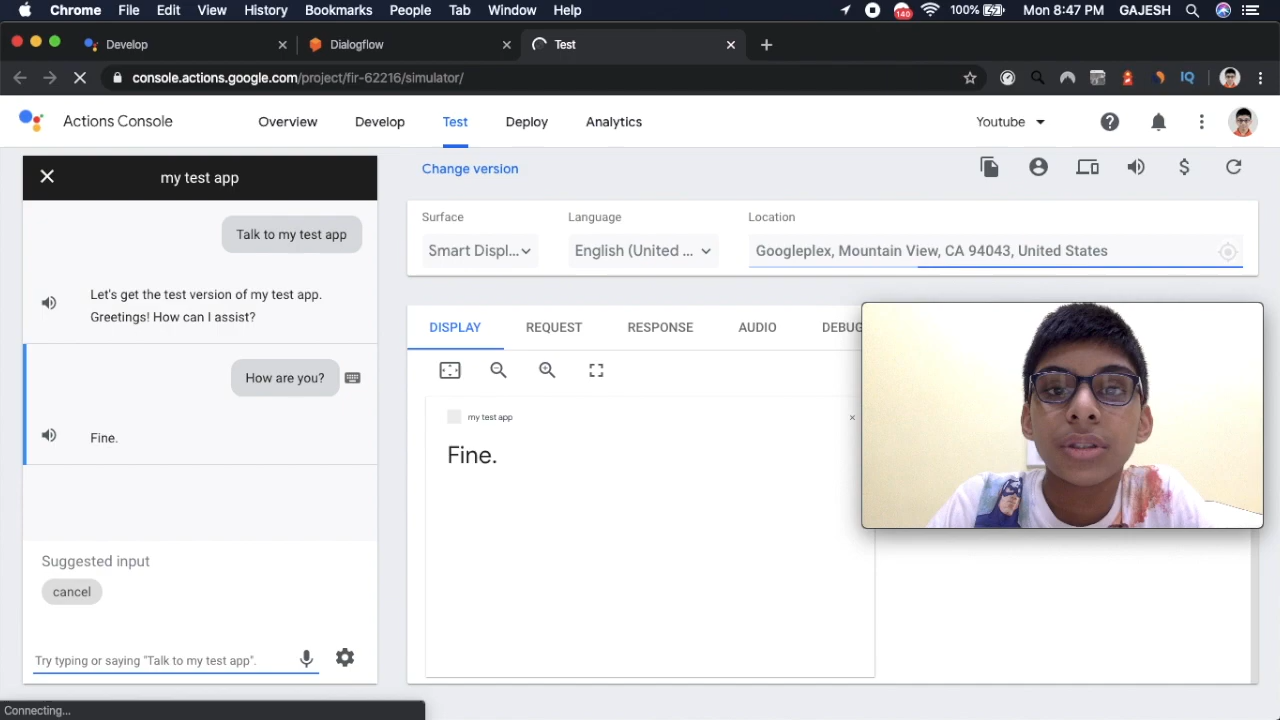 Chrome File Edit View History Bookmarks People Tab Window Help 140 100% Mon 8:47 PM GAJESH
Develop Dialogflow Test
console.actions.google.com/project/fir-62216/simulator/ IQ
Actions Console Overview Develop Test Deploy Analytics Youtube
my test app
Change version
Talk to my test app
Let's get the test version of my test app.
Greetings! How can I assist?
How are you?
Fine.
Suggested input
cancel
Try typing or saying "Talk to my test app".
Surface Language Location
Smart Displ... English (United ... Googleplex, Mountain View, CA 94043, United States
DISPLAY REQUEST RESPONSE AUDIO DEBUG
my test app
Fine.
Connecting...